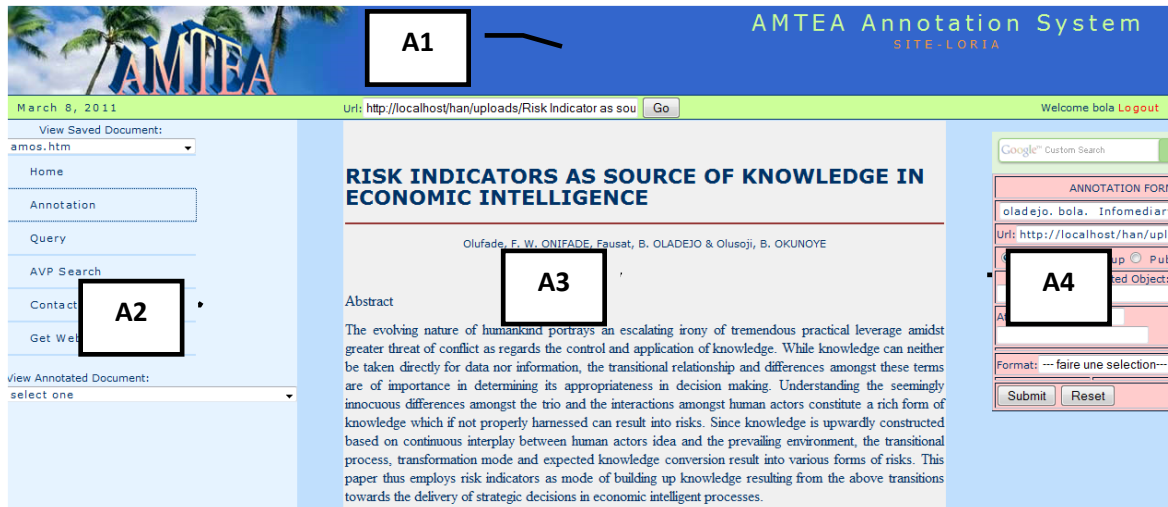 AMTEA
A1
AMTEA Annotation System
SITE-LORIA
March 8, 2011
Url: http://localhost/han/uploads/Risk Indicator as sou Go
Welcome bola Logout
View Saved Document:
amos.htm
Home
Annotation
Query
AVP Search
Contact
Get Web
A2
View Annotated Document:
select one
RISK INDICATORS AS SOURCE OF KNOWLEDGE IN
ECONOMIC INTELLIGENCE
Olufade, F. W. ONIFADE, Fausat, B. OLADEJO & Olusoji, B. OKUNOYE
A3
Abstract
The evolving nature of humankind portrays an escalating irony of tremendous practical leverage amidst
greater threat of conflict as regards the control and application of knowledge. While knowledge can neither
be taken directly for data nor information, the transitional relationship and differences amongst these terms
are of importance in determining its appropriateness in decision making. Understanding the seemingly
innocuous differences amongst the trio and the interactions amongst human actors constitute a rich form of
knowledge which if not properly harnessed can result into risks. Since knowledge is upwardly constructed
based on continuous interplay between human actors idea and the prevailing environment, the transitional
process, transformation mode and expected knowledge conversion result into various forms of risks. This
paper thus employs risk indicators as mode of building up knowledge resulting from the above transitions
towards the delivery of strategic decisions in economic intelligent processes.
Google™ Custom Search
ANNOTATION FORM
oladejo. bola. Infomediar
Url: http://localhost/han/upl
up Pub
ted Object:
A4
Format: --- faire une selection---
Submit Reset